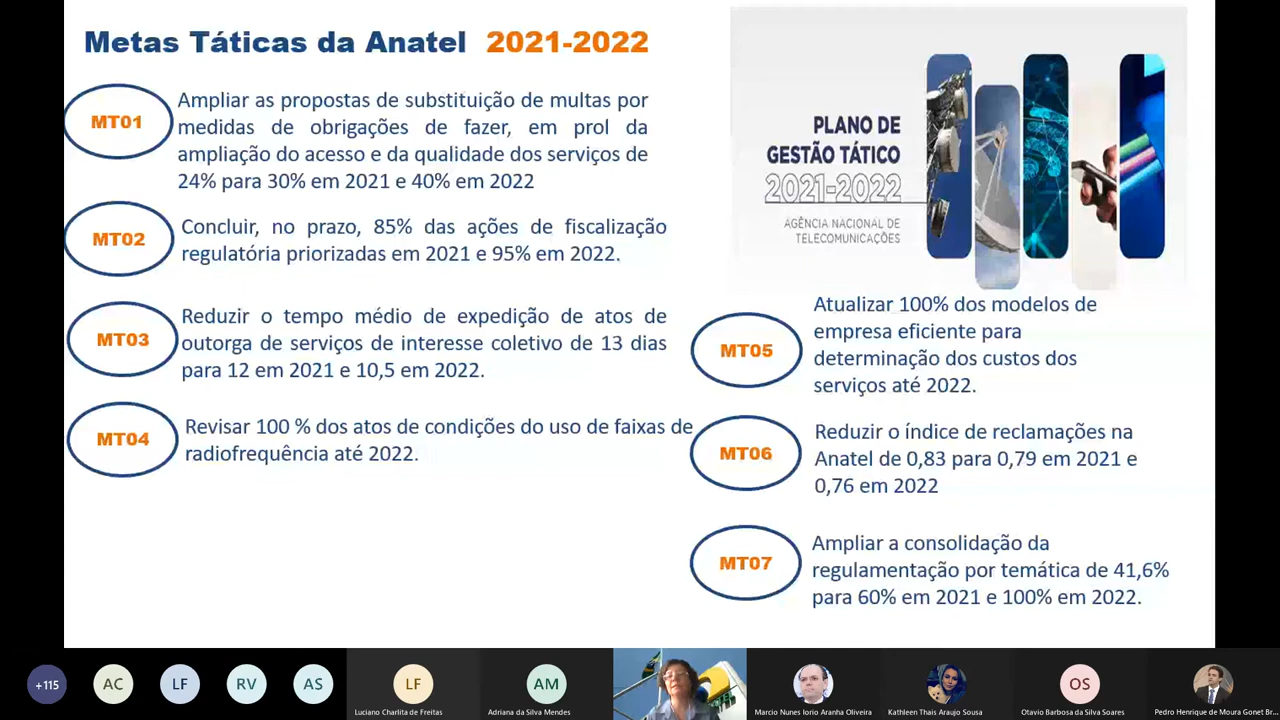 Metas Táticas da Anatel 2021-2022
MT01
Ampliar as propostas de substituição de multas por
medidas de obrigações de fazer, em prol da
ampliação do acesso e da qualidade dos serviços de
24% para 30% em 2021 e 40% em 2022
MT02
Concluir, no prazo, 85% das ações de fiscalização
regulatória priorizadas em 2021 e 95% em 2022.
MT03
Reduzir o tempo médio de expedição de atos de
outorga de serviços de interesse coletivo de 13 dias
para 12 em 2021 e 10,5 em 2022.
MT04
Revisar 100 % dos atos de condições do uso de faixas de
radiofrequência até 2022.
PLANO DE
GESTÃO TÁTICO
2021-2022
AGÊNCIA NACIONAL DE
TELECOMUNICAÇÕES
MT05
Atualizar 100% dos modelos de
empresa eficiente para
determinação dos custos dos
serviços até 2022.
MT06
Reduzir o índice de reclamações na
Anatel de 0,83 para 0,79 em 2021 e
0,76 em 2022
MT07
Ampliar a consolidação da
regulamentação por temática de 41,6%
para 60% em 2021 e 100% em 2022.
+115
AC
LF
RV
AS
LF
Luciano Charlita de Freitas
AM
Adriana da Silva Mendes
Marcio Nunes Iorio Aranha Oliveira
Kathleen Thais Araujo Sousa
OS
Otavio Barbosa da Silva Soares
Pedro Henrique de Moura Gonet Br...